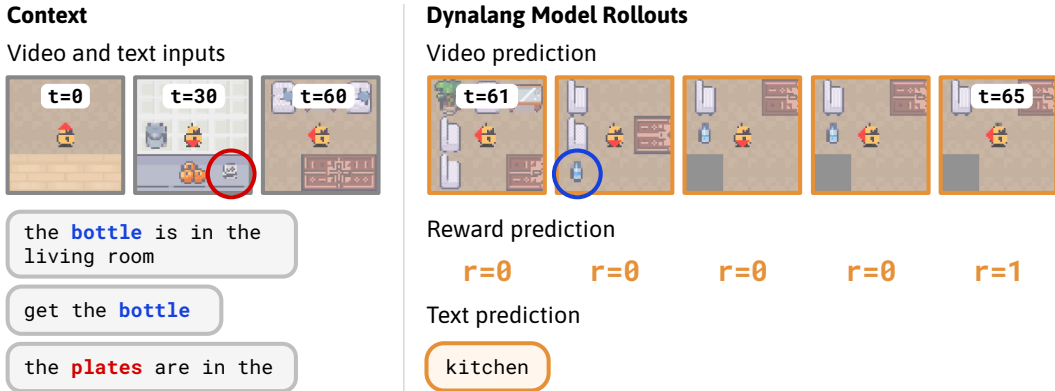 Context
Video and text inputs
t=0
t=30
t=60
the bottle is in the
living room
get the bottle
the plates are in the
Dynalang Model Rollouts
Video prediction
t=61
t=65
Reward prediction
r=0
r=0
r=0
r=0
r=1
Text prediction
kitchen